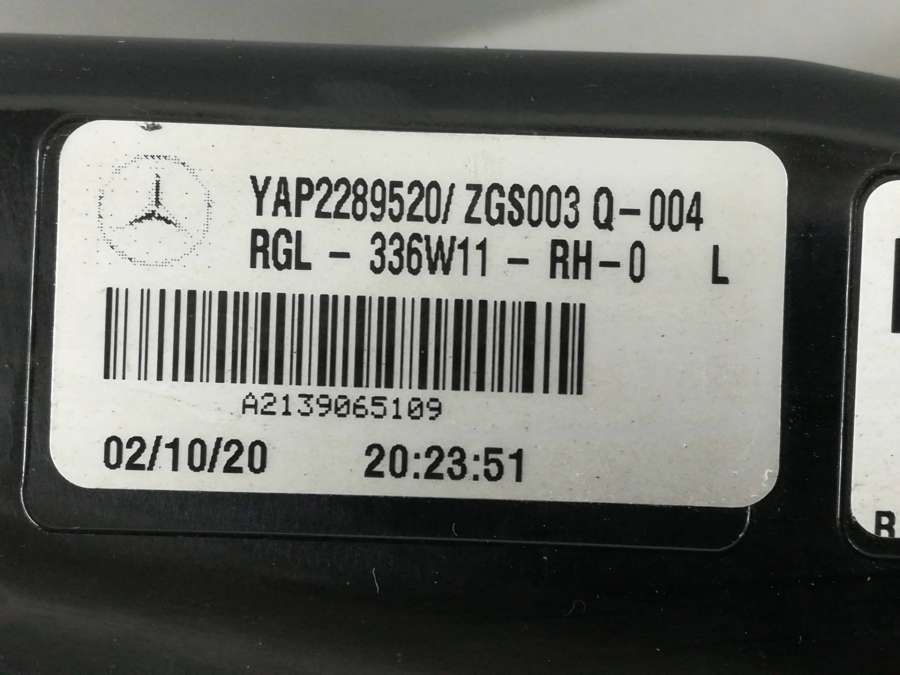 YAP2289520/ ZGS003 Q-004
RGL - 336W11 - RH-0 L
A2139065109
02/10/20 20:23:51
R